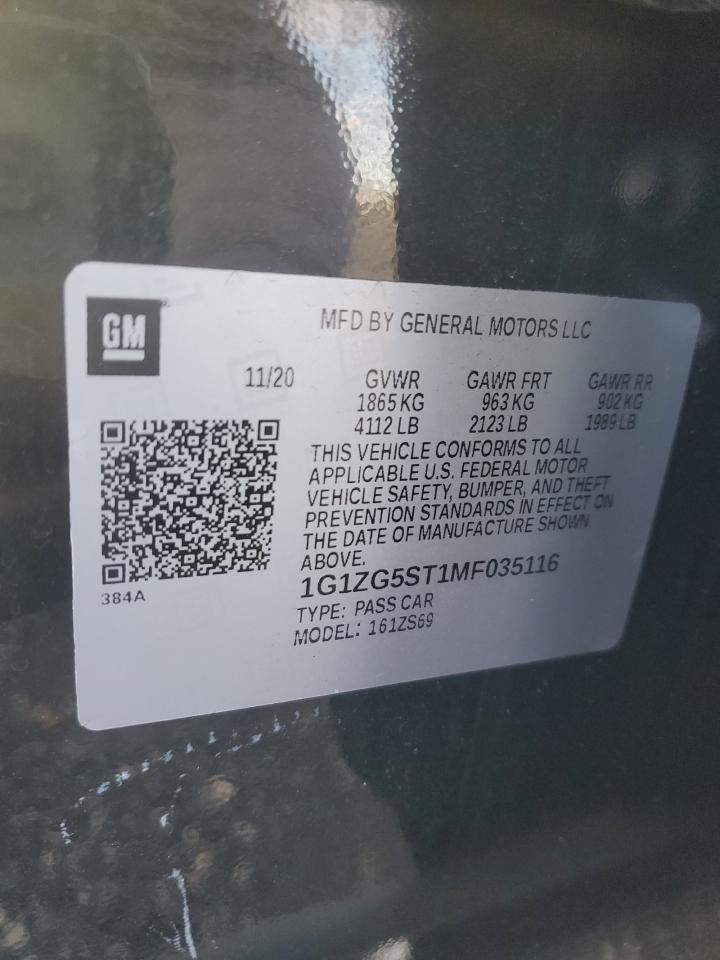 GM
MFD BY GENERAL MOTORS LLC
11/20 GVWR GAWR FRT GAWR RR
1865 KG 963 KG 902 KG
4112 LB 2123 LB 1989 LB
THIS VEHICLE CONFORMS TO ALL
APPLICABLE U.S. FEDERAL MOTOR
VEHICLE SAFETY, BUMPER, AND THEFT
PREVENTION STANDARDS IN EFFECT ON
THE DATE OF MANUFACTURE SHOWN
ABOVE.
384A
1G1ZG5ST1MF035116
TYPE: PASS CAR
MODEL: 161ZS69